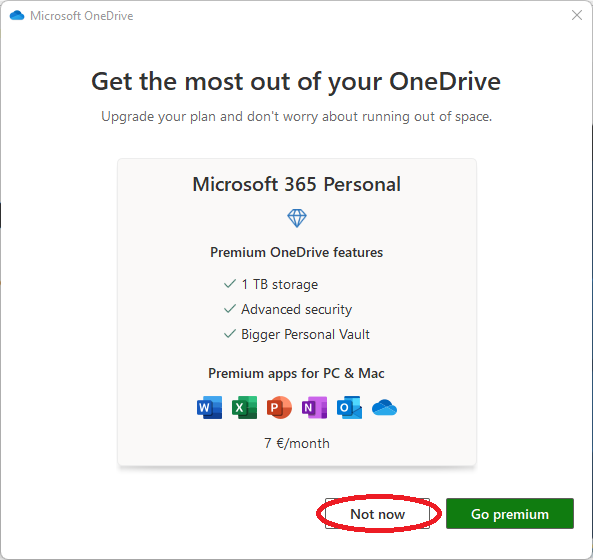 Microsoft OneDrive
Get the most out of your OneDrive
Upgrade your plan and don't worry about running out of space.
Microsoft 365 Personal
Premium OneDrive features
1 TB storage
Advanced security
Bigger Personal Vault
Premium apps for PC & Mac
W X P N O
7 €/month
Not now Go premium